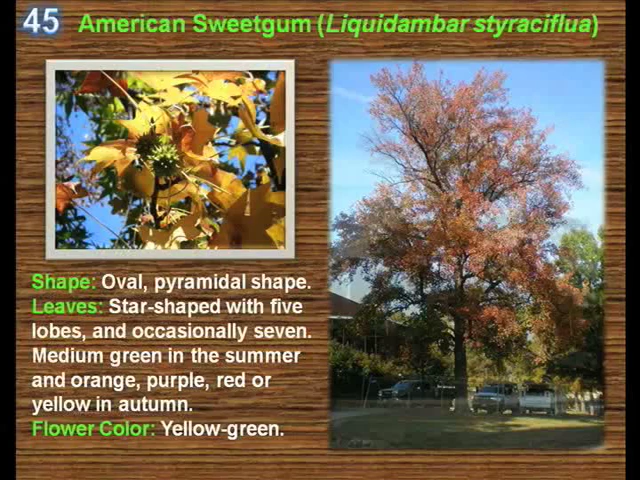 45 American Sweetgum (Liquidambar styraciflua)
Shape: Oval, pyramidal shape.
Leaves: Star-shaped with five
lobes, and occasionally seven.
Medium green in the summer
and orange, purple, red or
yellow in autumn.
Flower Color: Yellow-green.